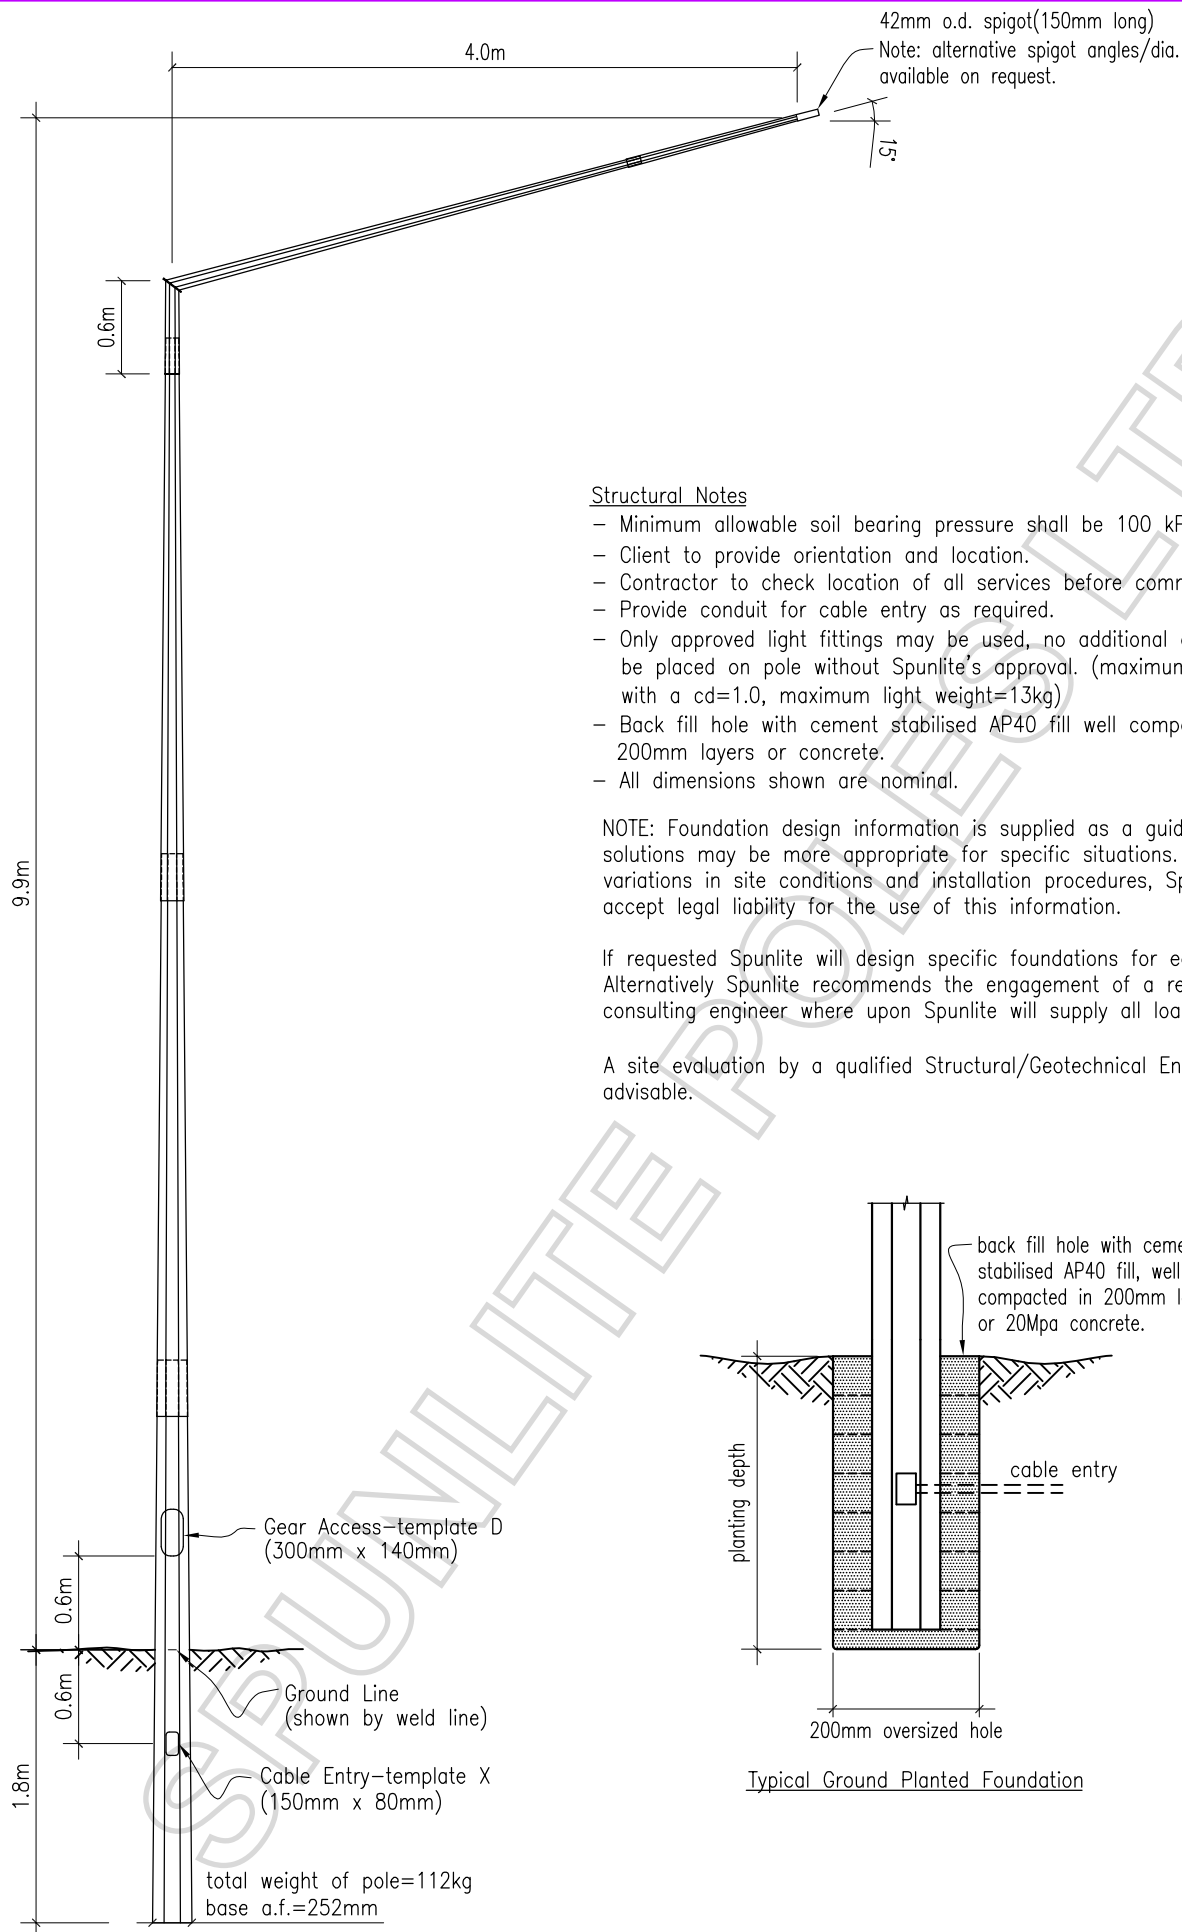 42mm o.d. spigot(150mm long)
Note: alternative spigot angles/dia.
available on request.
4.0m
15°
0.6m
Structural Notes
– Minimum allowable soil bearing pressure shall be 100
– Client to provide orientation and location.
– Contractor to check location of all services before
– Provide conduit for cable entry as required.
– Only approved light fittings may be used, no additional
be placed on pole without Spunlite's approval. (maximum
with a cd=1.0, maximum light weight=13kg)
– Back fill hole with cement stabilised AP40 fill well
200mm layers or concrete.
– All dimensions shown are nominal.
9.9m
NOTE: Foundation design information is supplied as a
solutions may be more appropriate for specific situations.
variations in site conditions and installation procedures,
accept legal liability for the use of this information.
If requested Spunlite will design specific foundations for
Alternatively Spunlite recommends the engagement of a
consulting engineer where upon Spunlite will supply all
A site evaluation by a qualified Structural/Geotechnical
advisable.
back fill hole with
stabilised AP40 fill, well
compacted in 200mm
or 20Mpa concrete.
planting depth
cable entry
200mm oversized hole
Typical Ground Planted Foundation
Gear Access–template D
(300mm x 140mm)
0.6m
0.6m
Ground Line
(shown by weld line)
Cable Entry–template X
(150mm x 80mm)
1.8m
total weight of pole=112kg
base a.f.=252mm
SPUNLITE POLES